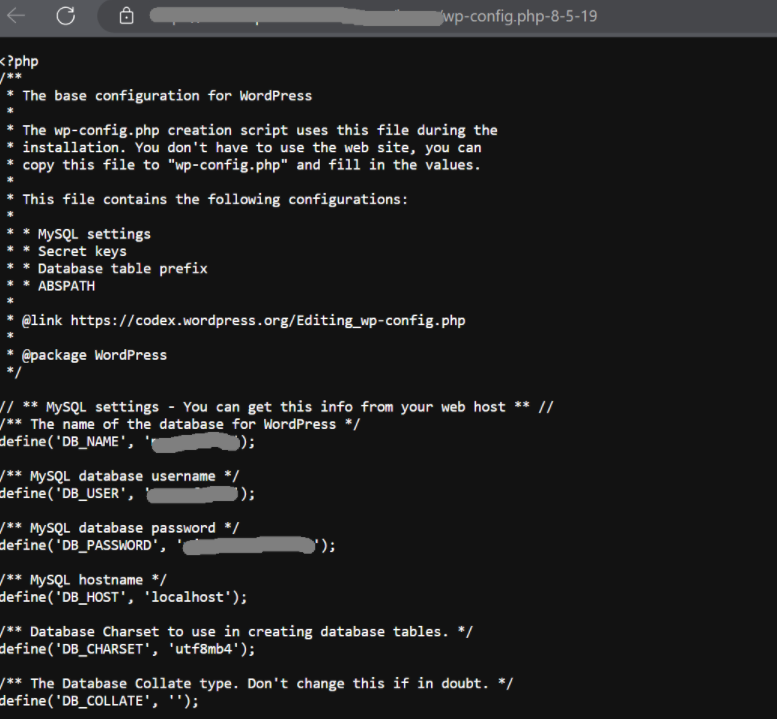 /wp-config.php-8-5-19
<?php
/**
 * The base configuration for WordPress
 *
 * The wp-config.php creation script uses this file during the
 * installation. You don't have to use the web site, you can
 * copy this file to "wp-config.php" and fill in the values.
 *
 * This file contains the following configurations:
 *
 * * MySQL settings
 * * Secret keys
 * * Database table prefix
 * * ABSPATH
 *
 * @link https://codex.wordpress.org/Editing_wp-config.php
 *
 * @package WordPress
 */
// ** MySQL settings - You can get this info from your web host ** //
/** The name of the database for WordPress */
define('DB_NAME', ' ');
/** MySQL database username */
define('DB_USER', ' ');
/** MySQL database password */
define('DB_PASSWORD', ' ');
/** MySQL hostname */
define('DB_HOST', 'localhost');
/** Database Charset to use in creating database tables. */
define('DB_CHARSET', 'utf8mb4');
/** The Database Collate type. Don't change this if in doubt. */
define('DB_COLLATE', '');